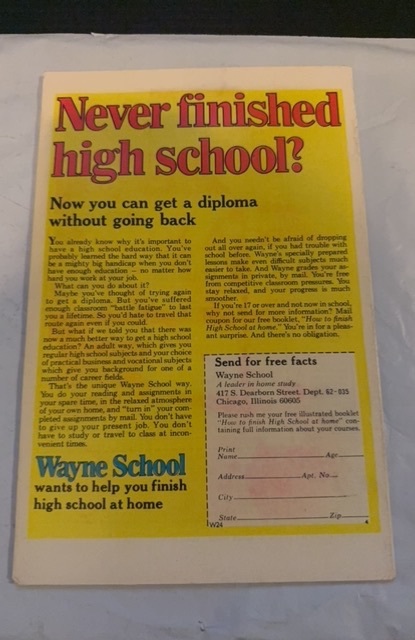 Never finished
high school?
Now you can get a diploma
without going back
You already know why it's important to
have a high school education. You've
probably learned the hard way that it can
be a mighty big handicap when you don't
have enough education – no matter how
hard you work at your job.
What can you do about it?
Maybe you've thought of trying again
to get a diploma. But you've suffered
enough classroom "battle fatigue" to last
you a lifetime. So you'd hate to travel that
route again even if you could.
But what if we told you that there was
now a much better way to get a high school
education? An adult way, which gives you
regular high school subjects and your choice
of practical business and vocational subjects
which give you background for one of a
number of career fields.
That's the unique Wayne School way.
You do your reading and assignments in
your spare time, in the relaxed atmosphere
of your own home, and "turn in" your com-
pleted assignments by mail. You don't have
to give up your present job. You don't
have to study or travel to class at incon-
venient times.
Wayne School
wants to help you finish
high school at home
And you needn't be afraid of dropping
out all over again, if you had trouble with
school before. Wayne's specially prepared
lessons make even difficult subjects much
easier to take. And Wayne grades your as-
signments in private, by mail. You're free
from competitive classroom pressures. You
stay relaxed, and your progress is much
smoother.
If you're 17 or over and not now in school,
why not send for more information? Mail
coupon for our free booklet, "How to finish
High School at home." You're in for a pleas-
ant surprise. And there's no obligation.
Send for free facts
Wayne School
A leader in home study
417 S. Dearborn Street. Dept. 62-835
Chicago, Illinois 60605
Please rush me your free illustrated booklet
"How to finish High School at home" con-
taining full information about your courses.
Print
Name Age
Address Apt. No.
City
State Zip
W24 4